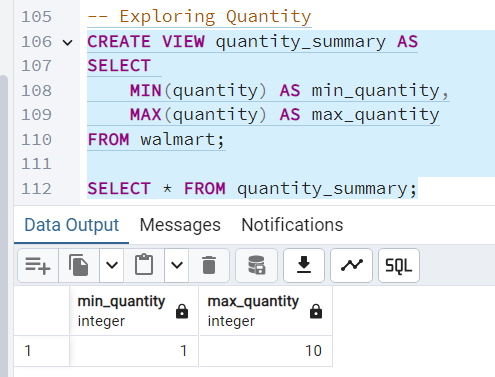 105 -- Exploring Quantity
106 CREATE VIEW quantity_summary AS
107 SELECT
108 MIN(quantity) AS min_quantity,
109 MAX(quantity) AS max_quantity
110 FROM walmart;
111
112 SELECT * FROM quantity_summary;
Data Output Messages Notifications
SQL
min_quantity max_quantity
integer integer
1 1 10